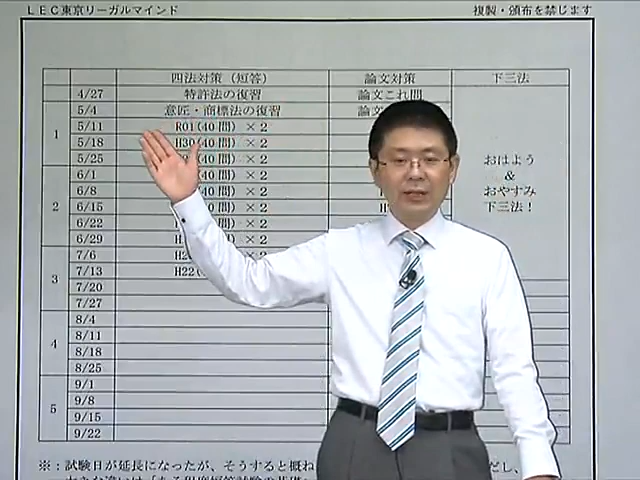 LEC東京リーガルマインド 複製・頒布を禁じます
四法対策(短答) 論文対策 下三法
4/27 特許法の復習 論文これ問
1 5/4 意匠・商標法の復習 論文
5/11 R01(40問)×2
5/18 H30(40問)×2
5/25 40問)×2
2 6/1 40問)×2
6/8 40問)×2
6/15 40問)×2
6/22 問)×2
6/29 問)×2
おはよう
&
おやすみ
下三法!
3 7/6
7/13 H22
7/20
7/27
4 8/4
8/11
8/18
8/25
5 9/1
9/8
9/15
9/22
※:試験日が延長になったが、そうすると概ね